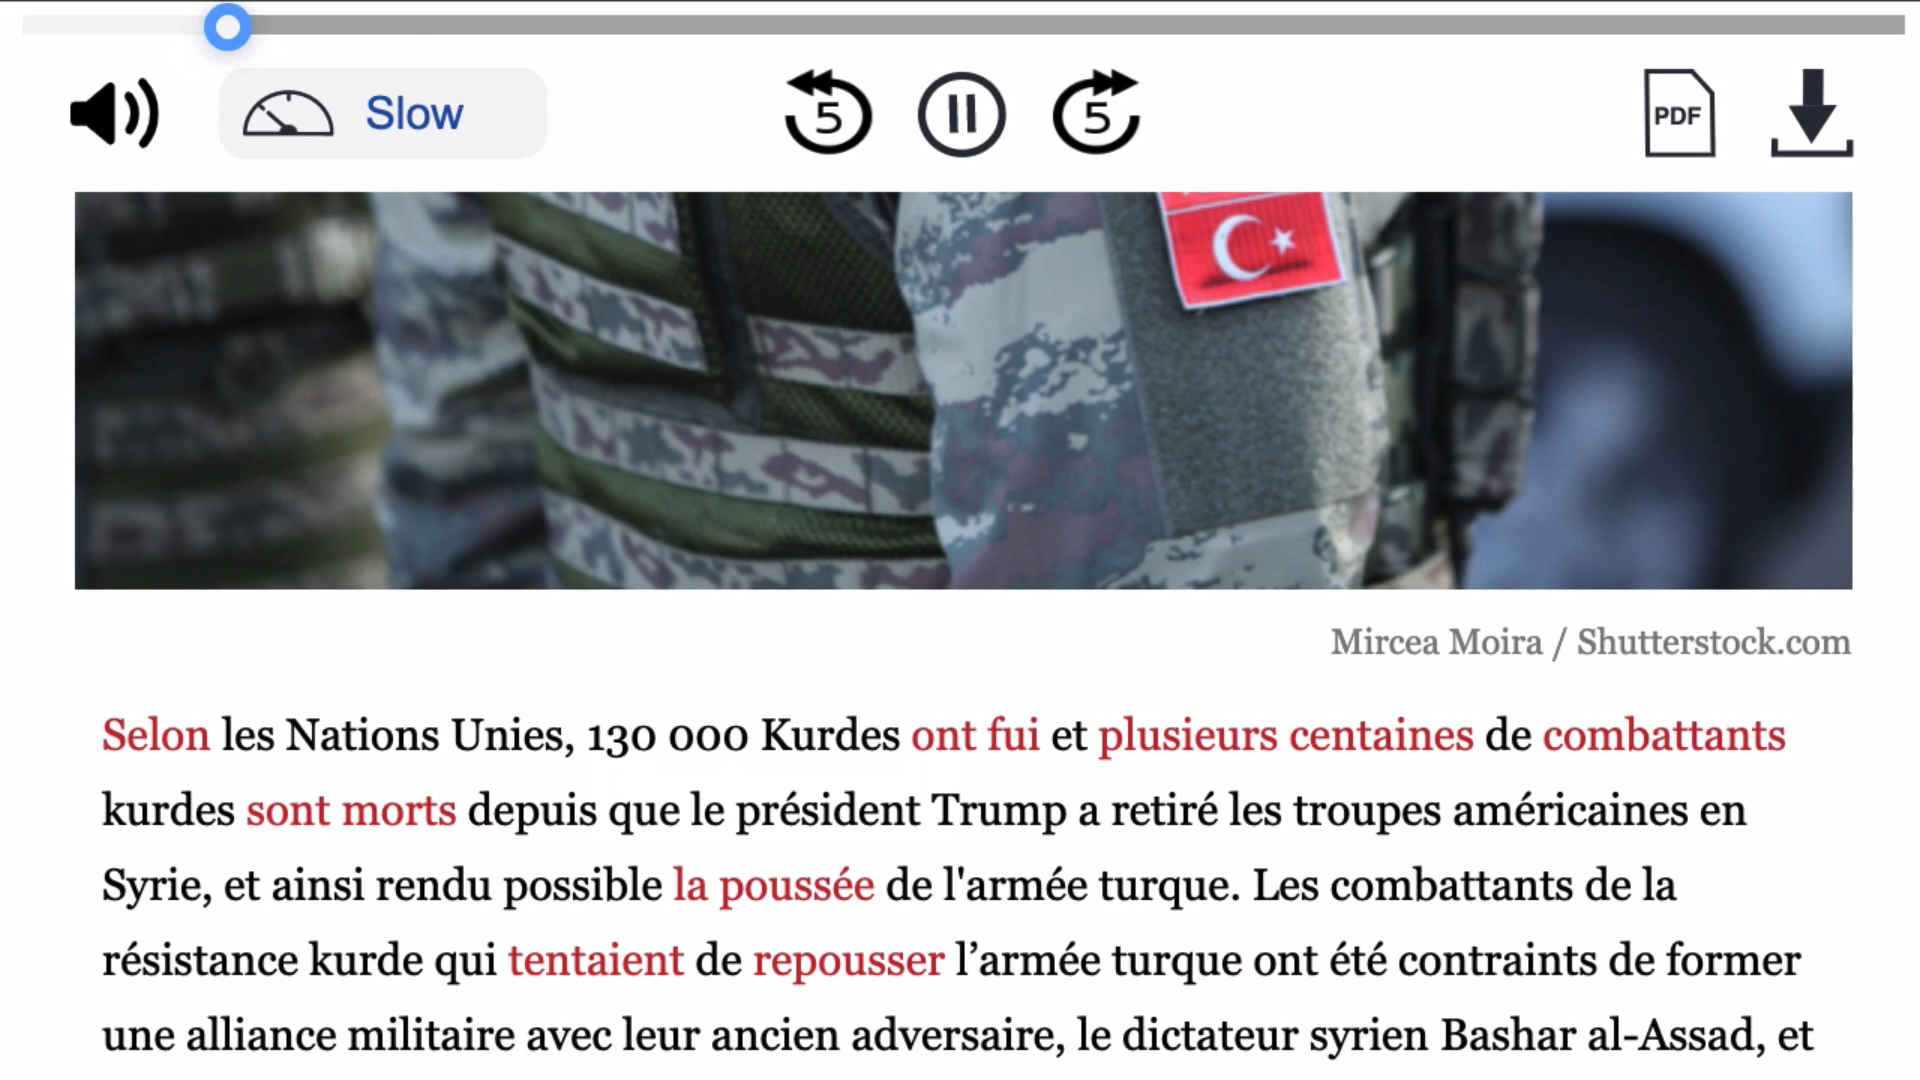 Slow
5
5
PDF
Mircea Moira / Shutterstock.com
Selon les Nations Unies, 130 000 Kurdes ont fui et plusieurs centaines de combattants
kurdes sont morts depuis que le président Trump a retiré les troupes américaines en
Syrie, et ainsi rendu possible la poussée de l'armée turque. Les combattants de la
résistance kurde qui tentaient de repousser l’armée turque ont été contraints de former
une alliance militaire avec leur ancien adversaire, le dictateur syrien Bashar al-Assad, et